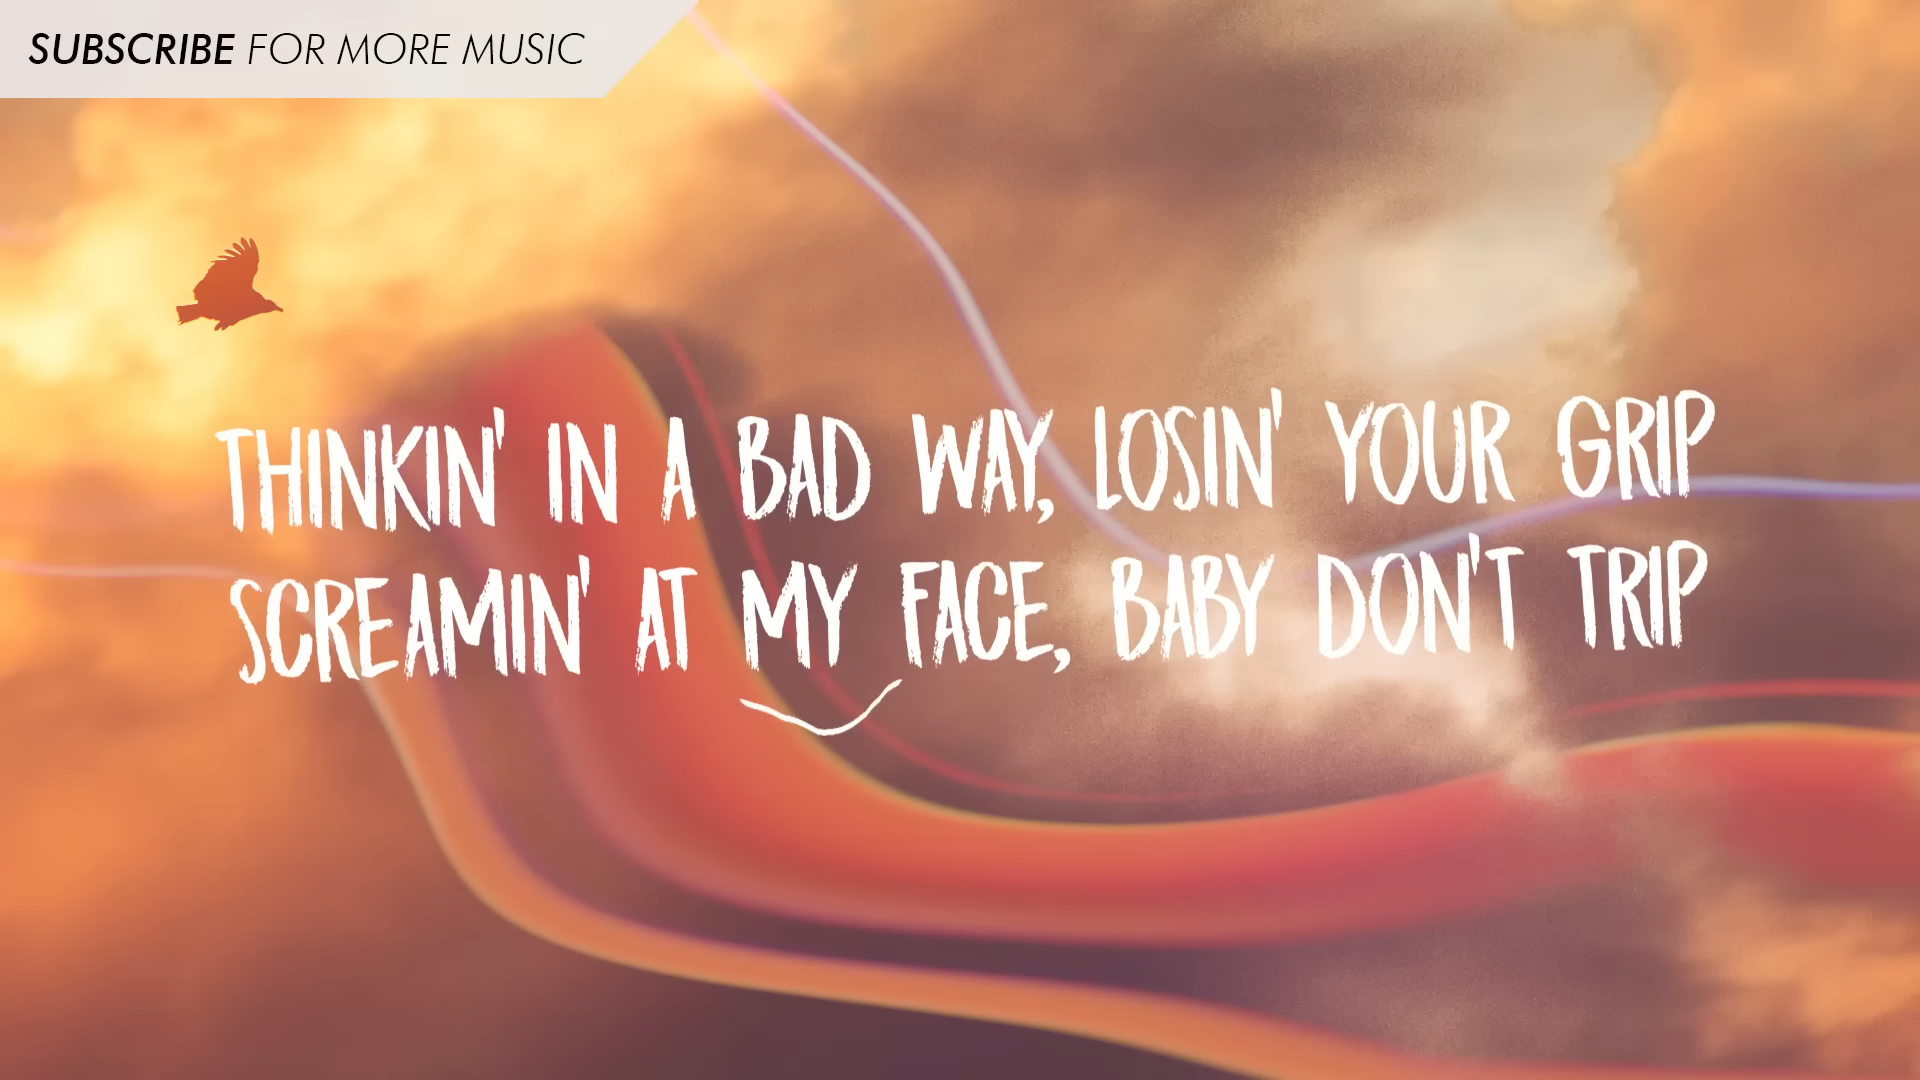 SUBSCRIBE FOR MORE MUSIC
THINKIN' IN A BAD WAY, LOSIN' YOUR GRIP
SCREAMIN' AT MY FACE, BABY DON'T TRIP